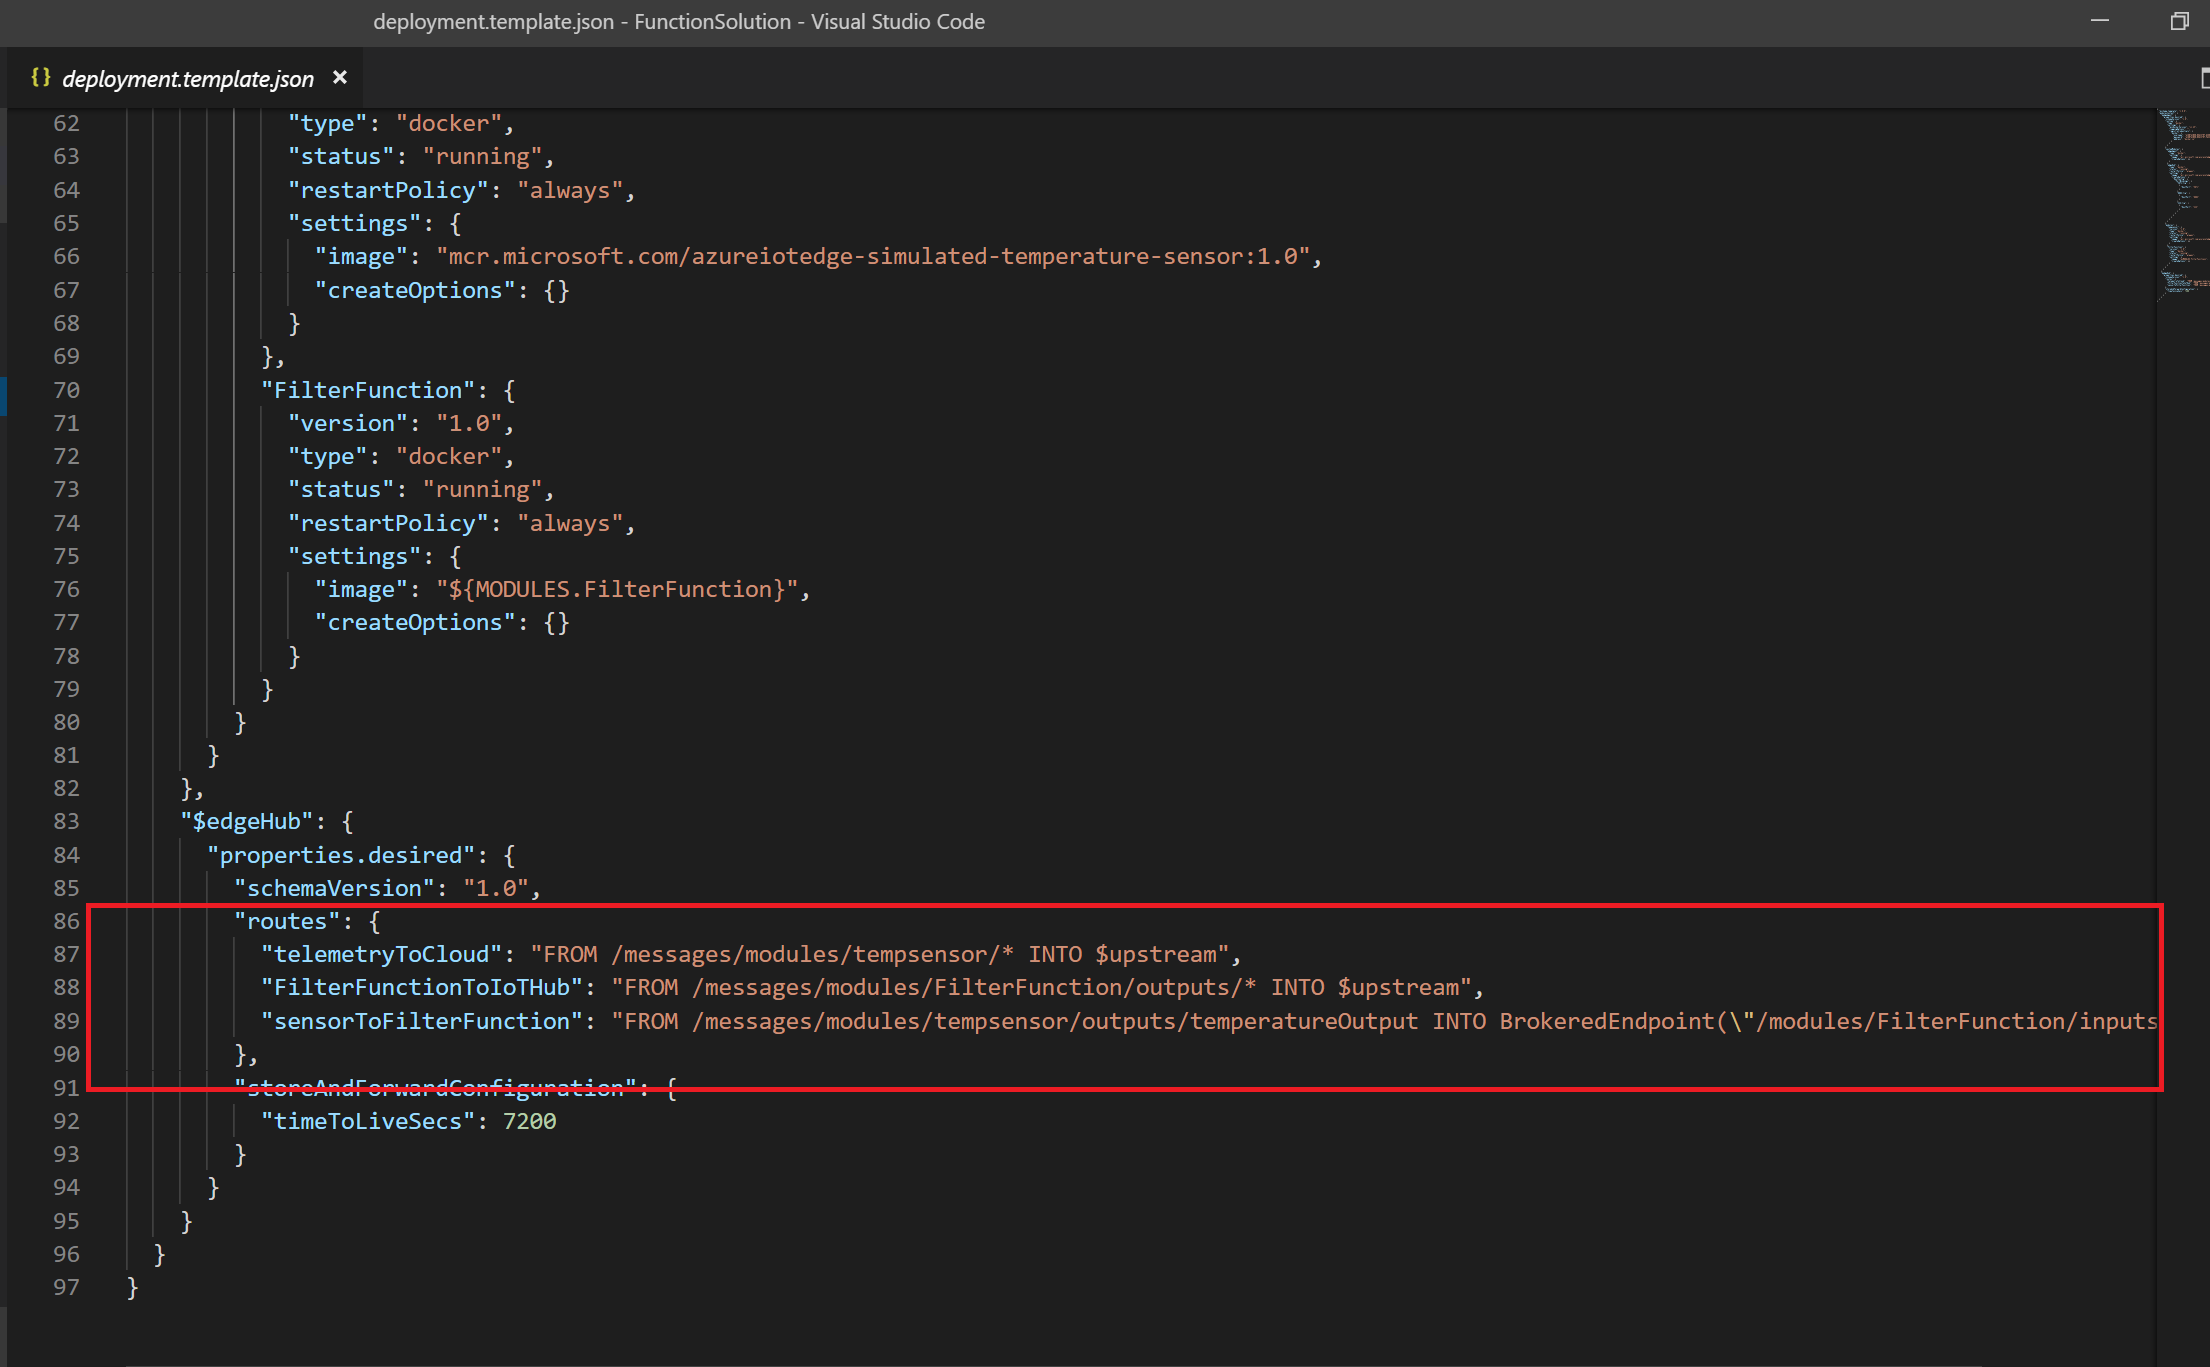 deployment.template.json - FunctionSolution - Visual Studio Code
{} deployment.template.json ×
62 "type": "docker",
63 "status": "running",
64 "restartPolicy": "always",
65 "settings": {
66 "image": "mcr.microsoft.com/azureiotedge-simulated-temperature-sensor:1.0",
67 "createOptions": {}
68 }
69 },
70 "FilterFunction": {
71 "version": "1.0",
72 "type": "docker",
73 "status": "running",
74 "restartPolicy": "always",
75 "settings": {
76 "image": "${MODULES.FilterFunction}",
77 "createOptions": {}
78 }
79 }
80 }
81 }
82 },
83 "$edgeHub": {
84 "properties.desired": {
85 "schemaVersion": "1.0",
86 "routes": {
87 "telemetryToCloud": "FROM /messages/modules/tempsensor/* INTO $upstream",
88 "FilterFunctionToIoTHub": "FROM /messages/modules/FilterFunction/outputs/* INTO $upstream",
89 "sensorToFilterFunction": "FROM /messages/modules/tempsensor/outputs/temperatureOutput INTO BrokeredEndpoint(\"/modules/FilterFunction/inputs
90 },
91 "storeAndForwardConfiguration": {
92 "timeToLiveSecs": 7200
93 }
94 }
95 }
96 }
97 }